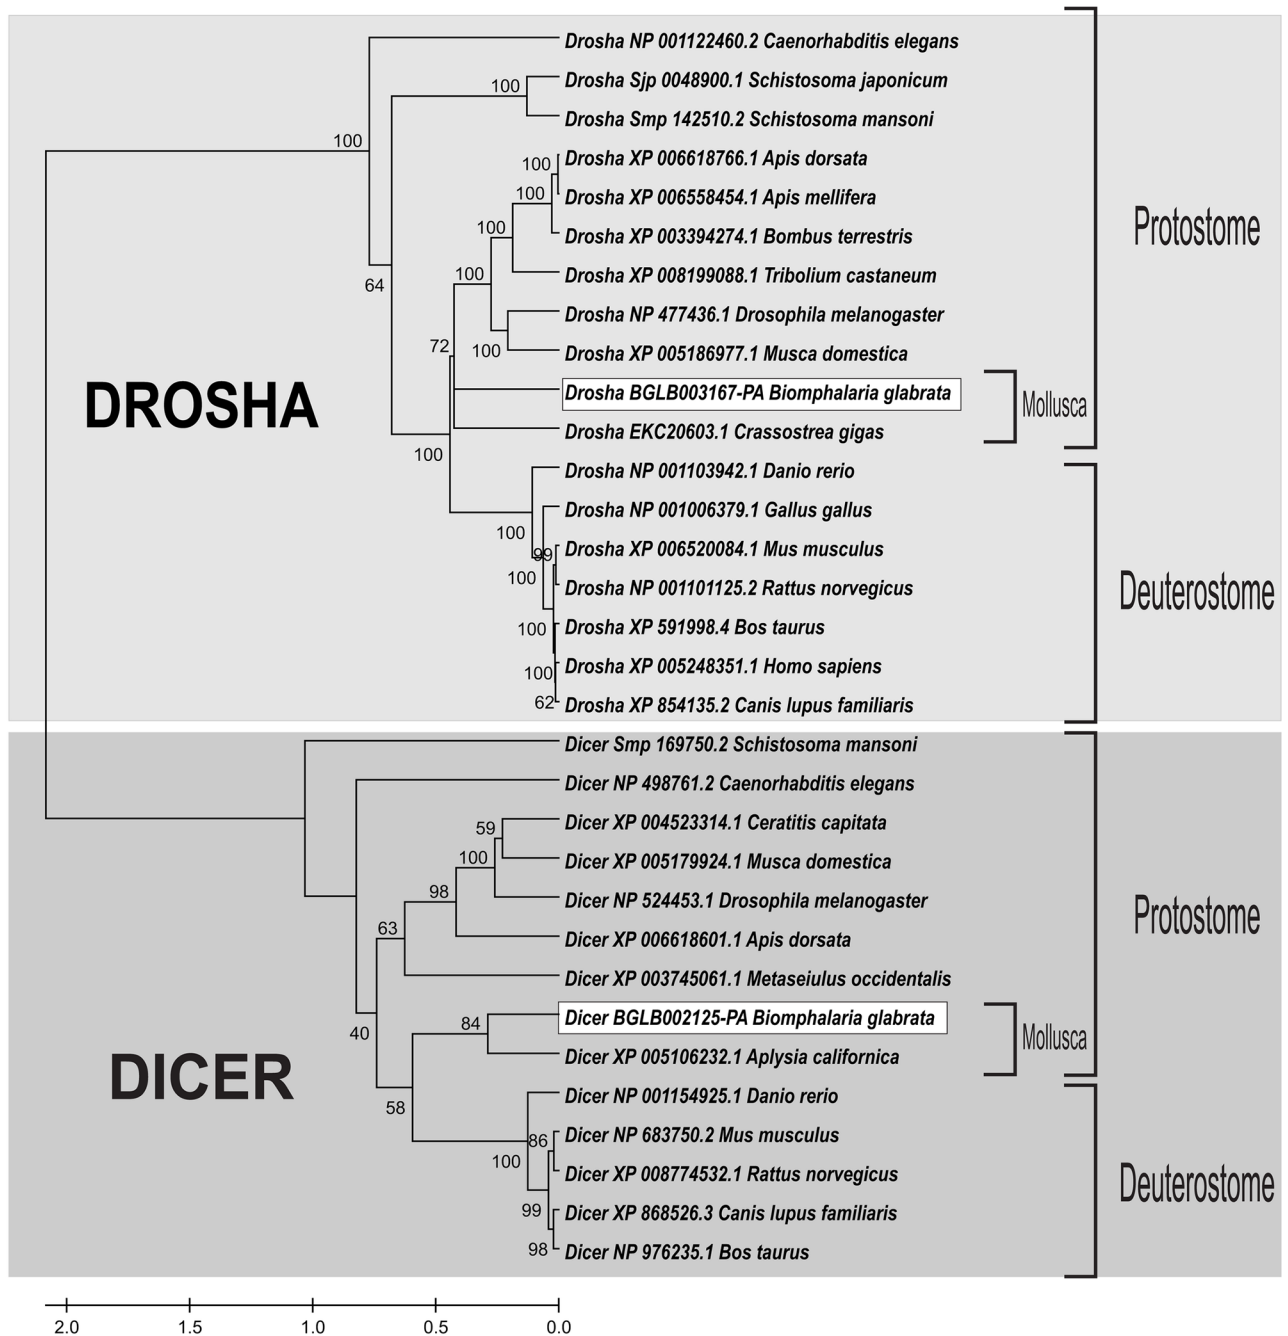 Drosha NP 001122460.2 Caenorhabditis elegans
100 Drosha Sjp 0048900.1 Schistosoma japonicum
Drosha Smp 142510.2 Schistosoma mansoni
100
100 Drosha XP 006618766.1 Apis dorsata
100 Drosha XP 006558454.1 Apis mellifera
100 Drosha XP 003394274.1 Bombus terrestris
Protostome
100 Drosha XP 008199088.1 Tribolium castaneum
64
Drosha NP 477436.1 Drosophila melanogaster
72
100 Drosha XP 005186977.1 Musca domestica
DROSHA
Drosha BGLB003167-PA Biomphalaria glabrata
Mollusca
Drosha EKC20603.1 Crassostrea gigas
100
Drosha NP 001103942.1 Danio rerio
Drosha NP 001006379.1 Gallus gallus
100
99 Drosha XP 006520084.1 Mus musculus
100 Drosha NP 001101125.2 Rattus norvegicus
Deuterostome
100 Drosha XP 591998.4 Bos taurus
100 Drosha XP 005248351.1 Homo sapiens
62 Drosha XP 854135.2 Canis lupus familiaris
Dicer Smp 169750.2 Schistosoma mansoni
Dicer NP 498761.2 Caenorhabditis elegans
59 Dicer XP 004523314.1 Ceratitis capitata
100 Dicer XP 005179924.1 Musca domestica
98 Dicer NP 524453.1 Drosophila melanogaster
Protostome
63 Dicer XP 006618601.1 Apis dorsata
Dicer XP 003745061.1 Metaseiulus occidentalis
84 Dicer BGLB002125-PA Biomphalaria glabrata
40
Mollusca
Dicer XP 005106232.1 Aplysia californica
DICER
58
Dicer NP 001154925.1 Danio rerio
86 Dicer NP 683750.2 Mus musculus
100
Dicer XP 008774532.1 Rattus norvegicus
Deuterostome
99 Dicer XP 868526.3 Canis lupus familiaris
98 Dicer NP 976235.1 Bos taurus
2.0 1.5 1.0 0.5 0.0